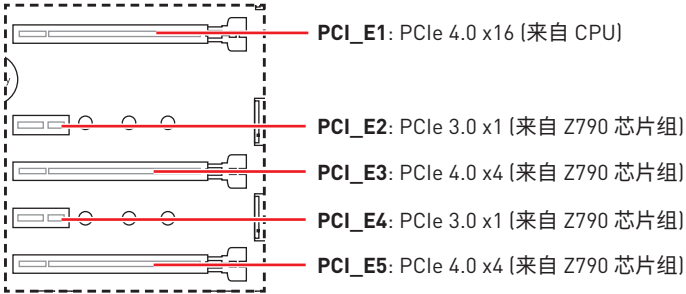 PCI_E1: PCIe 4.0 x16 (来自 CPU)
PCI_E2: PCIe 3.0 x1 (来自 Z790 芯片组)
PCI_E3: PCIe 4.0 x4 (来自 Z790 芯片组)
PCI_E4: PCIe 3.0 x1 (来自 Z790 芯片组)
PCI_E5: PCIe 4.0 x4 (来自 Z790 芯片组)